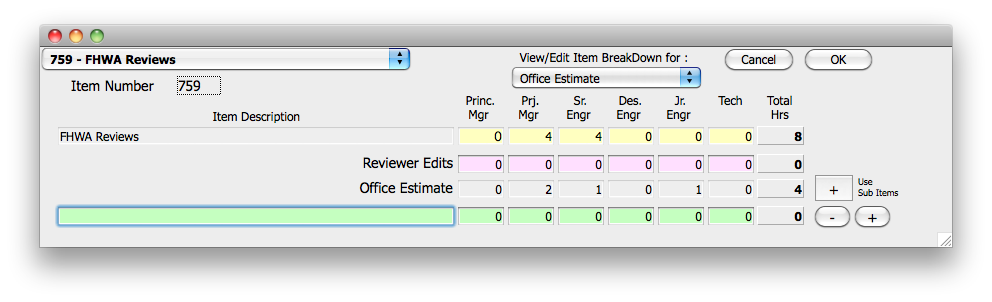 759 - FHWA Reviews
View/Edit Item BreakDown for :
Cancel
OK
Office Estimate
Item Number 759
Item Description
Princ. Mgr
Prj. Mgr
Sr. Engr
Des. Engr
Jr. Engr
Tech
Total Hrs
FHWA Reviews 0 4 4 0 0 0 8
Reviewer Edits 0 0 0 0 0 0 0
Office Estimate 0 2 1 0 1 0 4 + Use Sub Items
0 0 0 0 0 0 0 - +